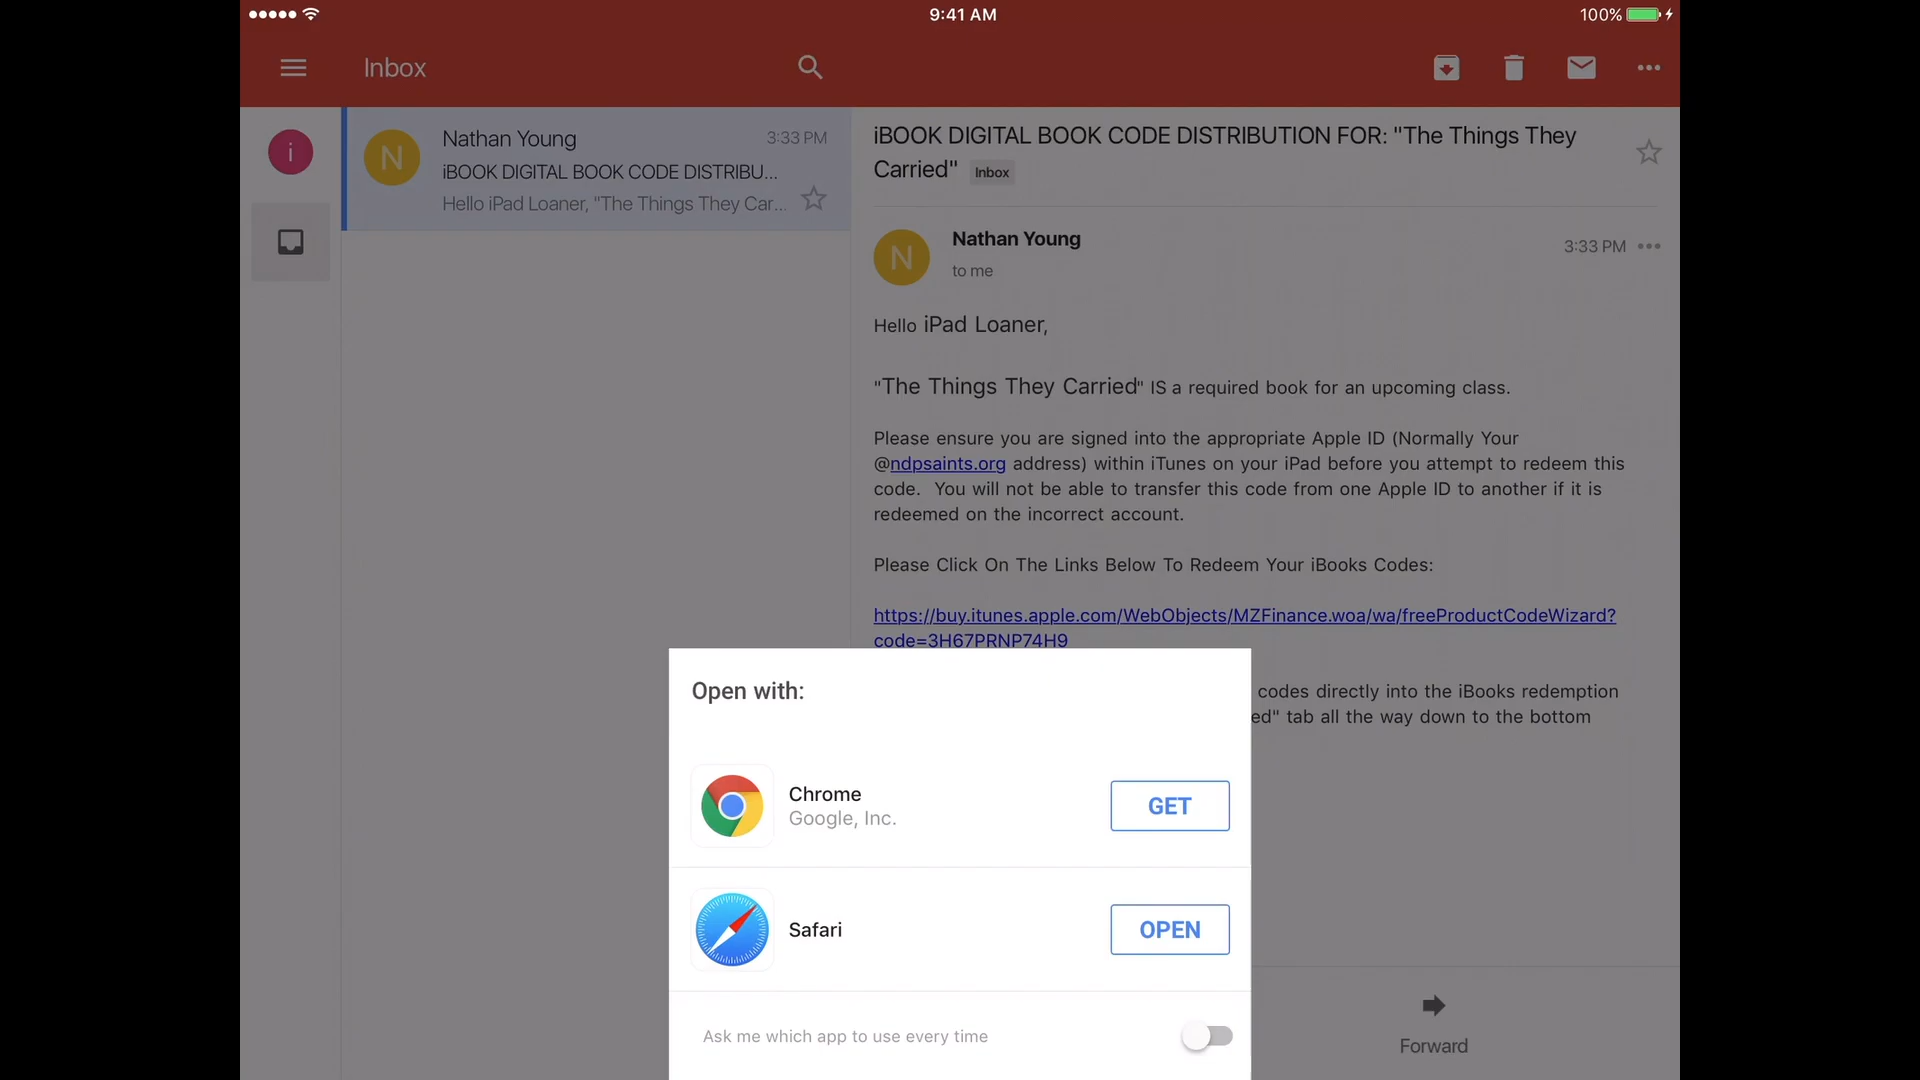 9:41 AM
100%
Inbox
i
N
Nathan Young
3:33 PM
iBOOK DIGITAL BOOK CODE DISTRIBU...
Hello iPad Loaner, "The Things They Car...
iBOOK DIGITAL BOOK CODE DISTRIBUTION FOR: "The Things They
Carried" Inbox
N
Nathan Young
to me
3:33 PM
Hello iPad Loaner,
"The Things They Carried" IS a required book for an upcoming class.
Please ensure you are signed into the appropriate Apple ID (Normally Your
@ndpsaints.org address) within iTunes on your iPad before you attempt to redeem this
code. You will not be able to transfer this code from one Apple ID to another if it is
redeemed on the incorrect account.
Please Click On The Links Below To Redeem Your iBooks Codes:
https://buy.itunes.apple.com/WebObjects/MZFinance.woa/wa/freeProductCodeWizard?
code=3H67PRNP74H9
codes directly into the iBooks redemption
ed" tab all the way down to the bottom
Open with:
Chrome
Google, Inc.
GET
Safari
OPEN
Ask me which app to use every time
Forward